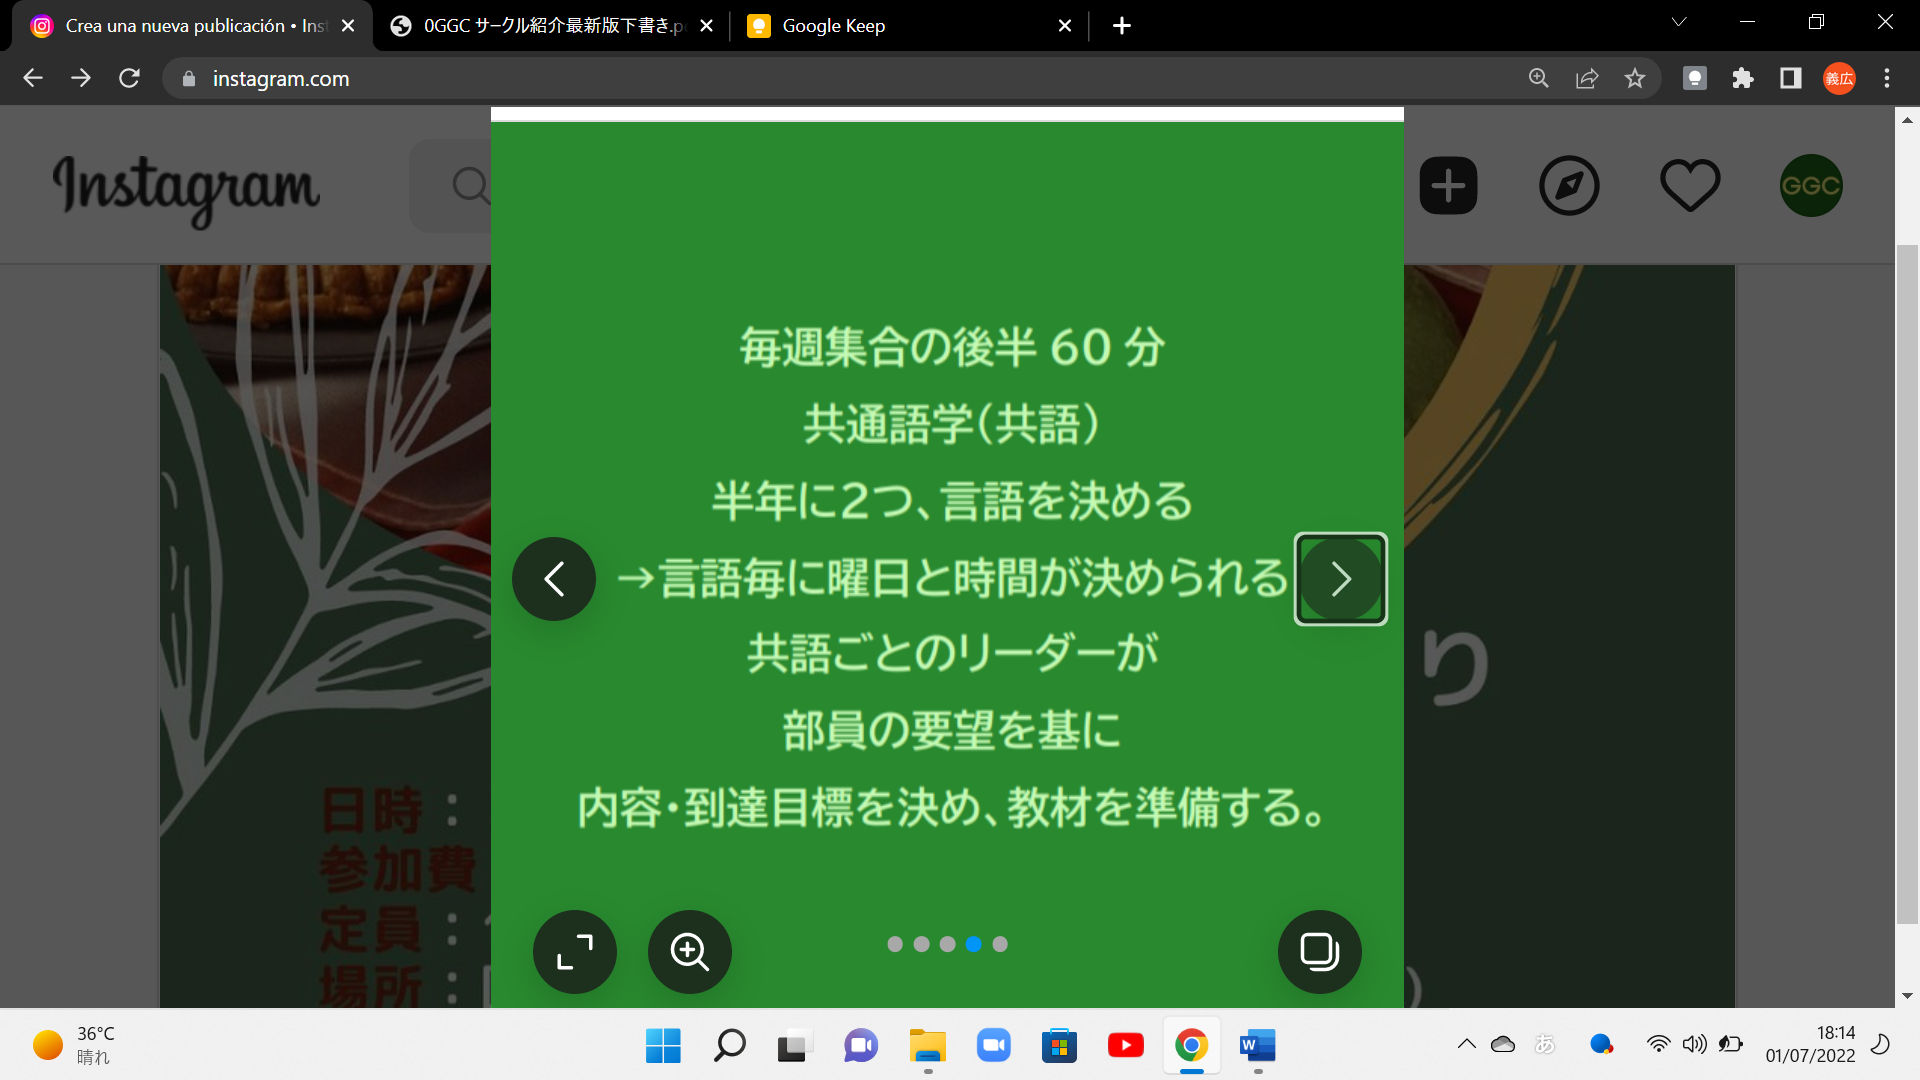 Crea una nueva publicación • Inst
0GGC サークル紹介最新版下書き.p
Google Keep
instagram.com
義広
Instagram
GGC
毎週集合の後半 60 分
共通語学(共語)
半年に2つ、言語を決める
→言語毎に曜日と時間が決められる
共語ごとのリーダーが
部員の要望を基に
内容・到達目標を決め、教材を準備する。
り
日時：
参加費
定員：
場所：
)
36°C
晴れ
W
あ
18:14
01/07/2022